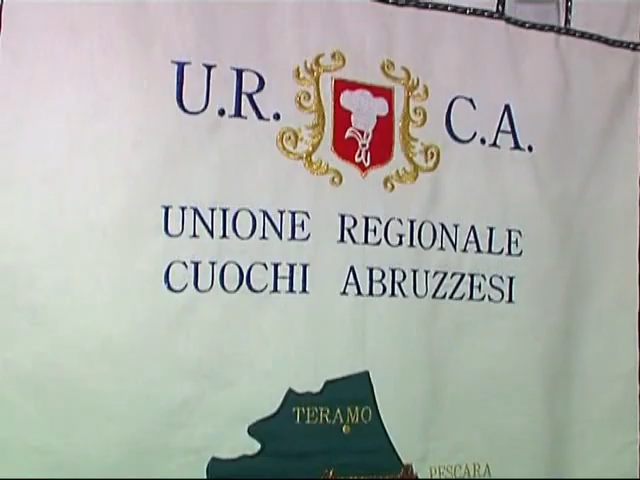 U.R. C.A.
UNIONE REGIONALE
CUOCHI ABRUZZESI
TERAMO
PESCARA